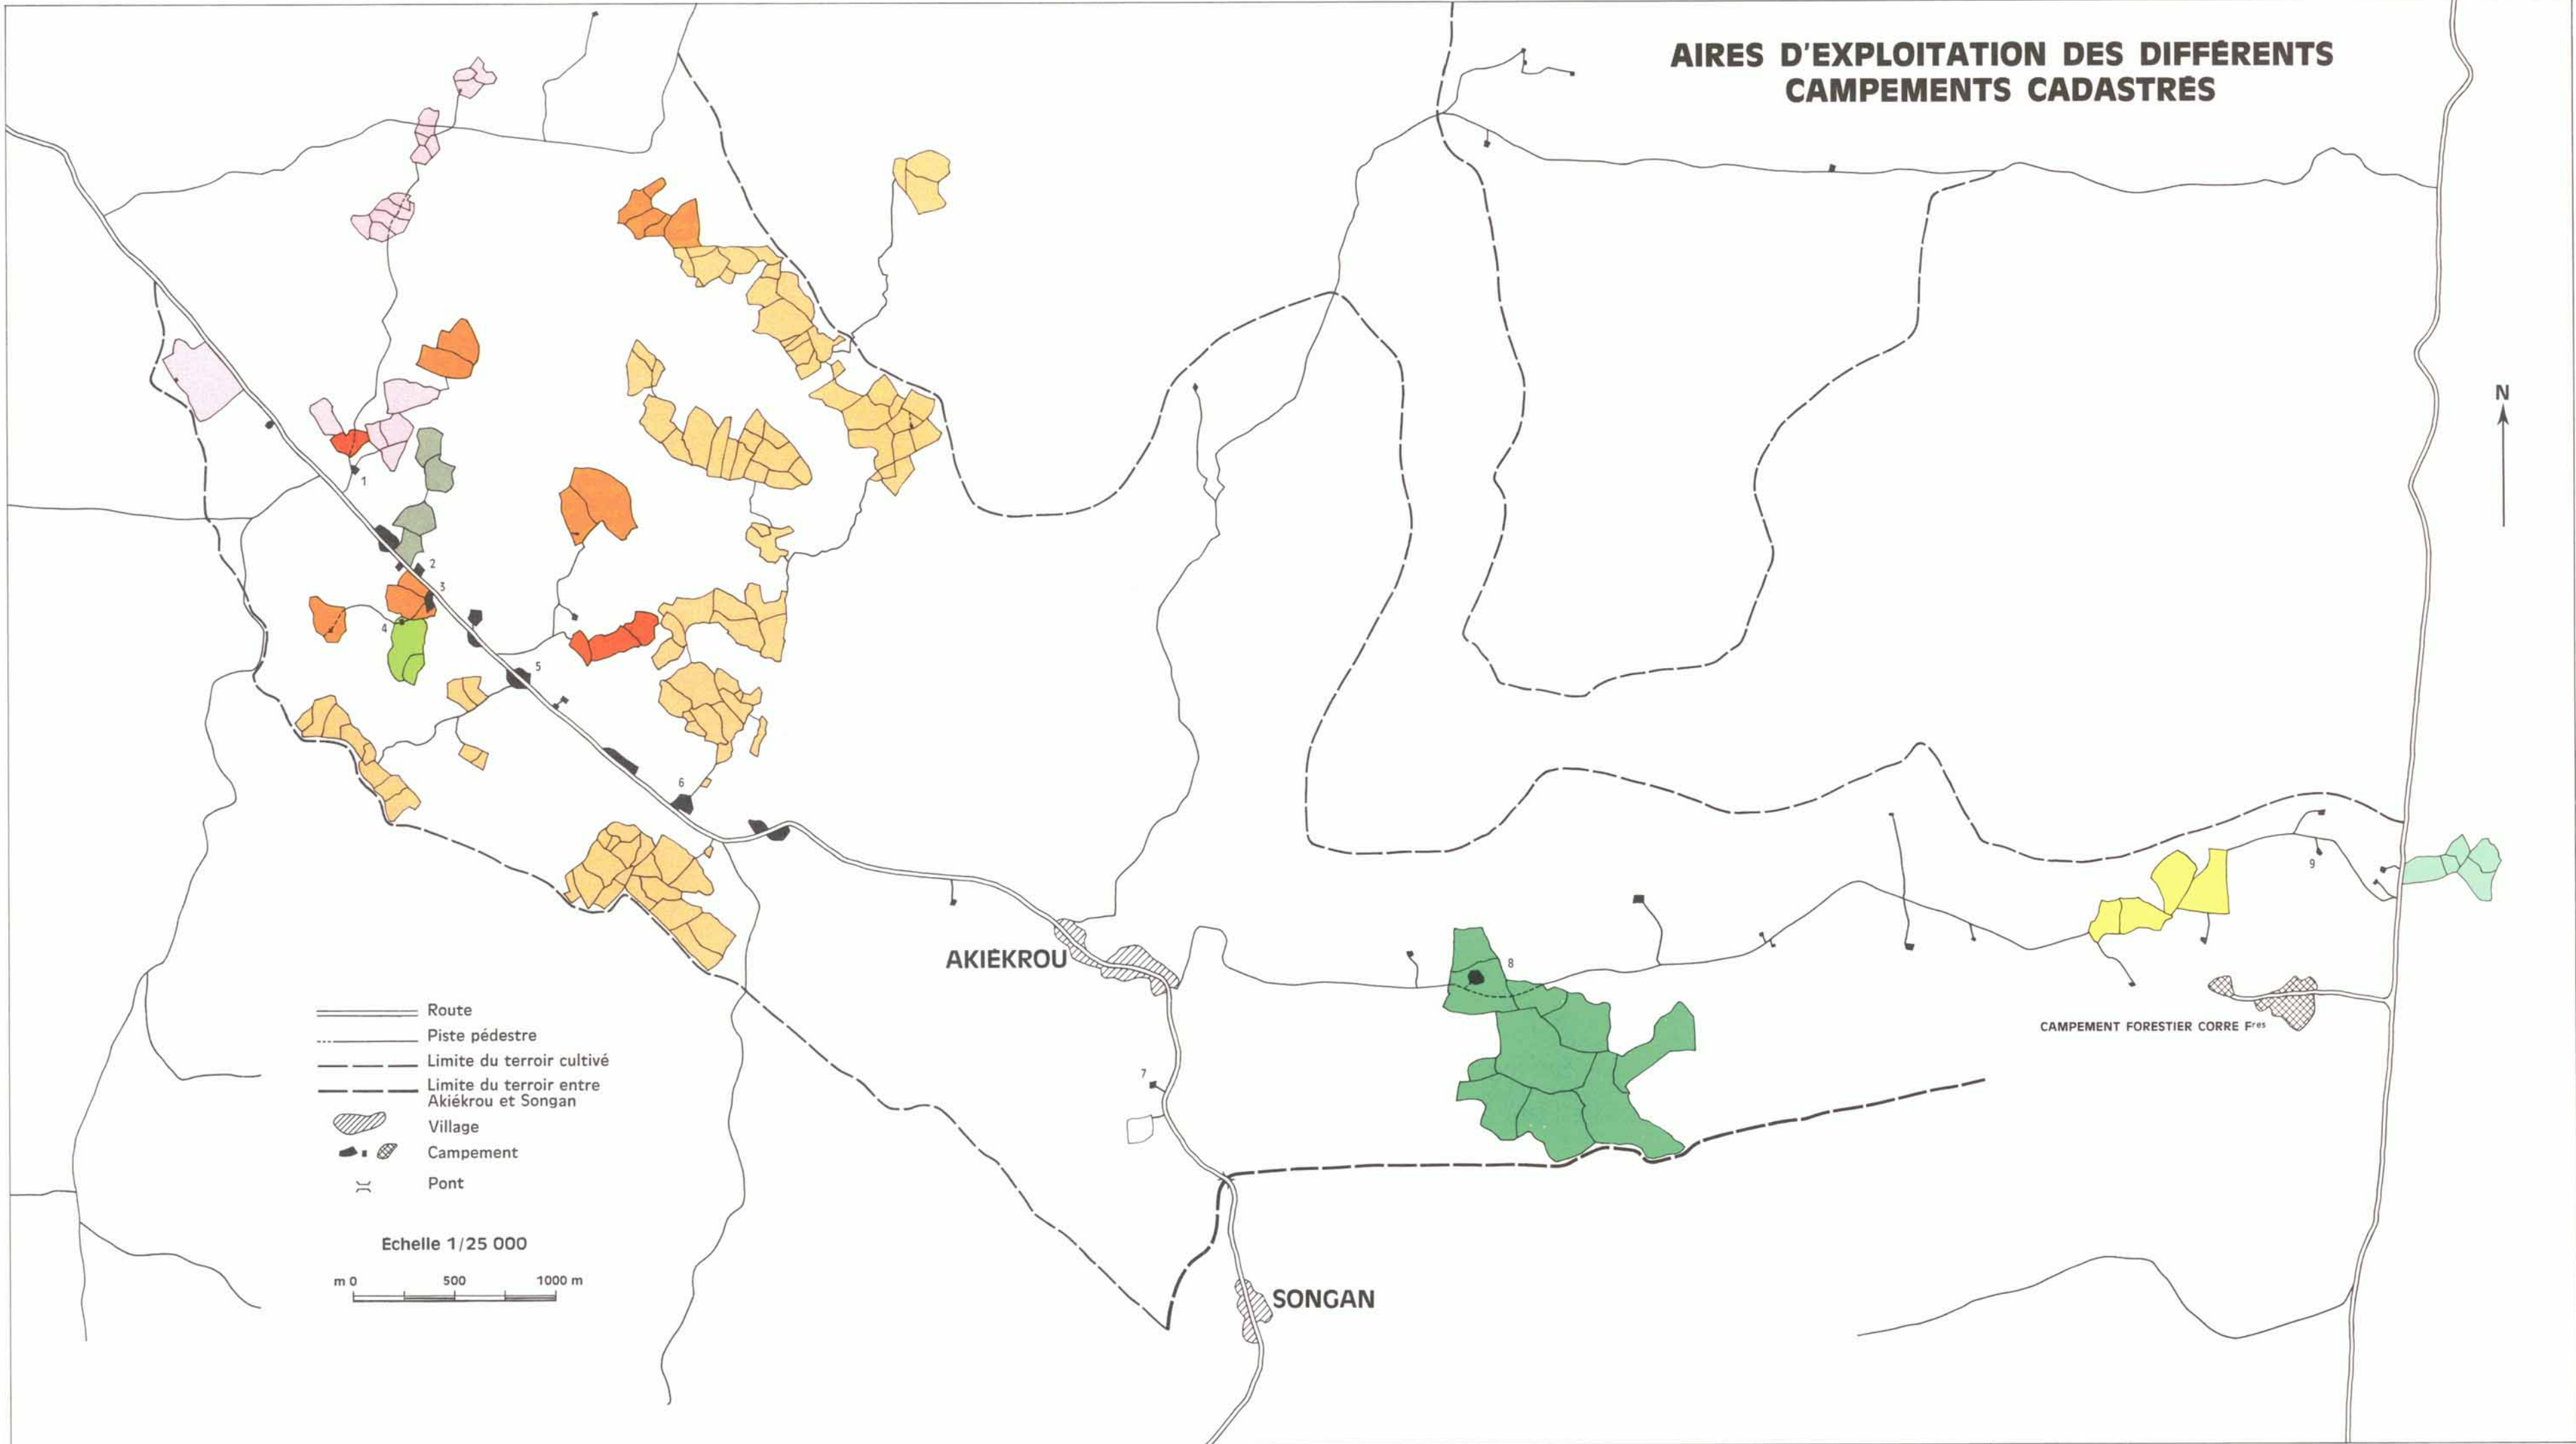 AIRES D'EXPLOITATION DES DIFFÉRENTS
CAMPEMENTS CADASTRÉS
N
1
2
3
4
5
6
9
8
AKIÉKROU
CAMPEMENT FORESTIER CORRE Fres
7
SONGAN
Route
Piste pédestre
Limite du terroir cultivé
Limite du terroir entre
Akiékrou et Songan
Village
Campement
Pont
Echelle 1/25 000
m 0 500 1000 m